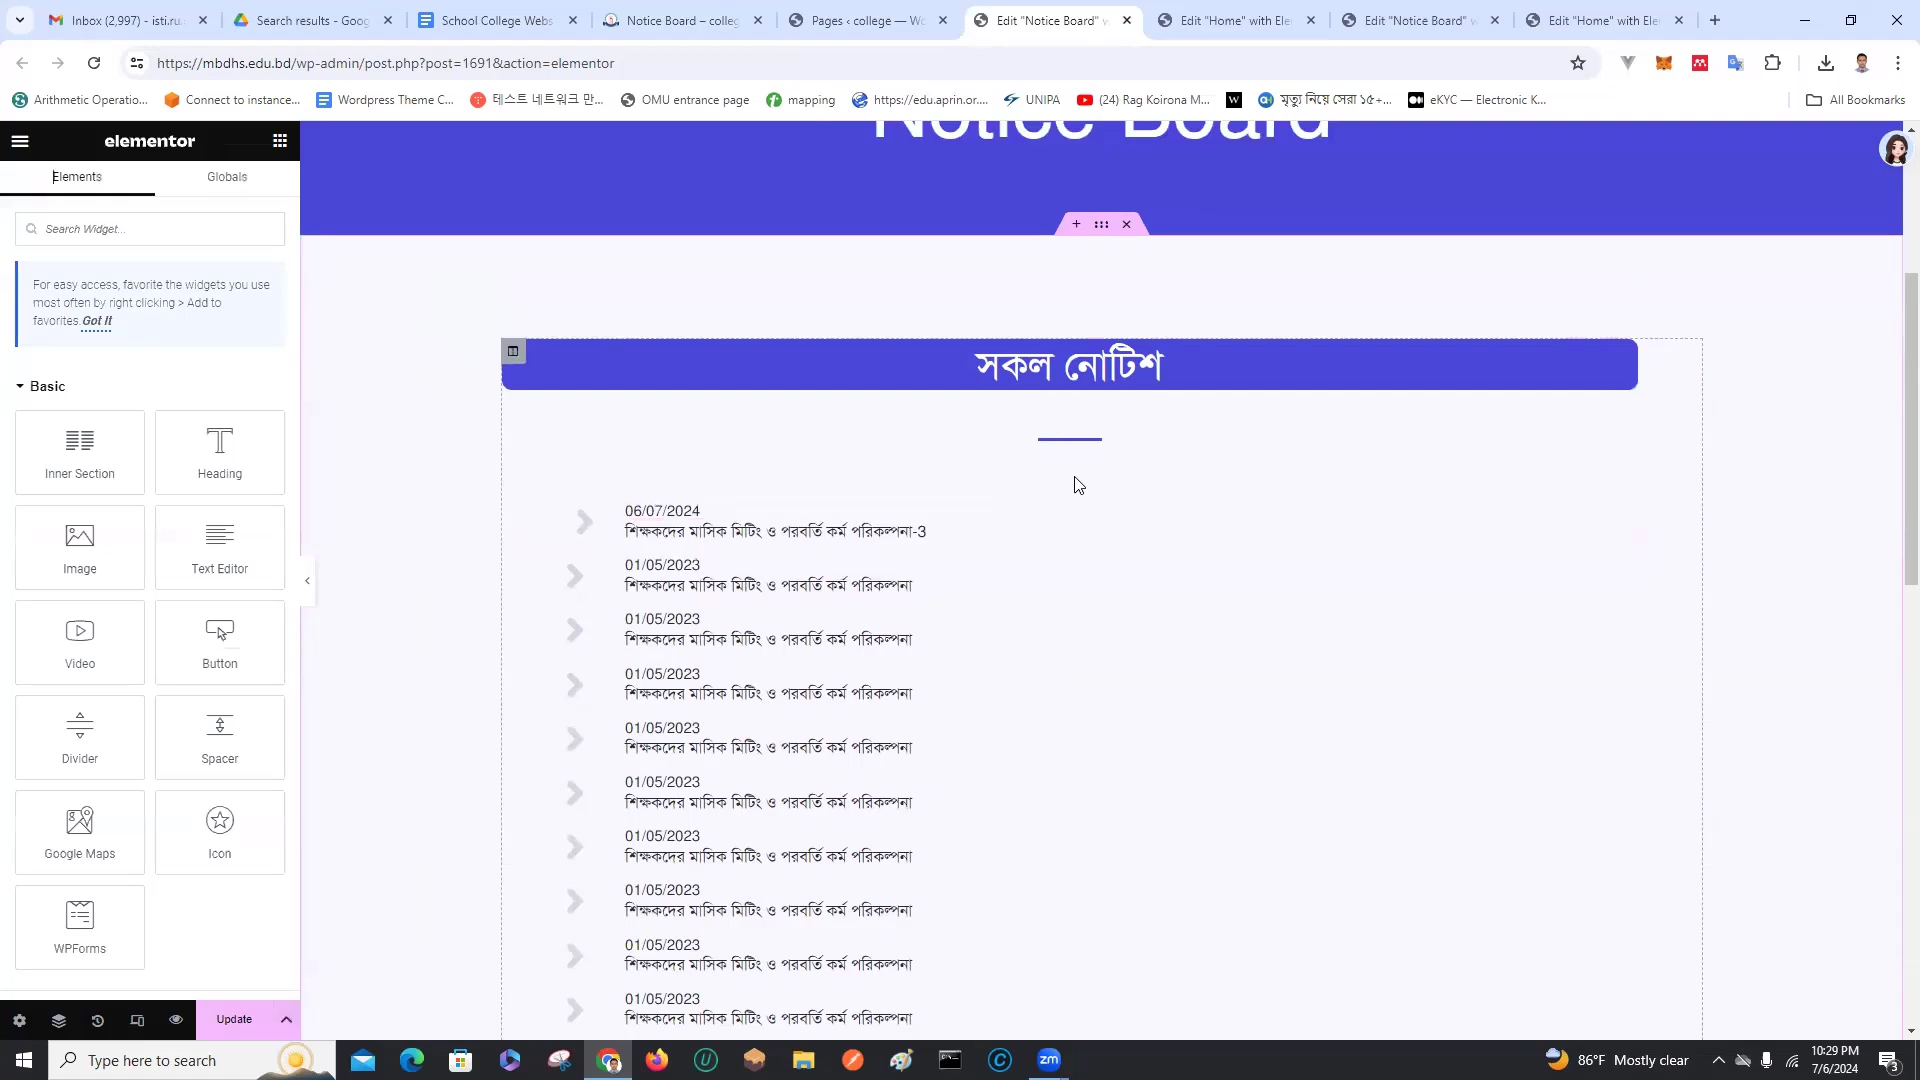 Inbox (2,997) - isti.ru
Search results - Goog
School College Webs
Notice Board – colleg
Pages ‹ college — Wo
Edit "Notice Board" w
Edit "Home" with Ele
Edit "Notice Board" w
Edit "Home" with Ele
https://mbdhs.edu.bd/wp-admin/post.php?post=1691&action=elementor
Arithmetic Operatio...
Connect to instance...
Wordpress Theme C...
테스트 네트워크 만...
OMU entrance page
mapping
https://edu.aprin.or....
UNIPA
(24) Rag Koirona M...
W
মৃত্যু নিয়ে সেরা ১৫+...
eKYC — Electronic K...
All Bookmarks
elementor
Notice Board
Elements
Globals
Search Widget...
For easy access, favorite the widgets you use
most often by right clicking > Add to
favorites. Got It
Basic
Inner Section
Heading
Image
Text Editor
Video
Button
Divider
Spacer
Google Maps
Icon
WPForms
Update
সকল নোটিশ
06/07/2024
শিক্ষকদের মাসিক মিটিং ও পরবর্তি কর্ম পরিকল্পনা-3
01/05/2023
শিক্ষকদের মাসিক মিটিং ও পরবর্তি কর্ম পরিকল্পনা
01/05/2023
শিক্ষকদের মাসিক মিটিং ও পরবর্তি কর্ম পরিকল্পনা
01/05/2023
শিক্ষকদের মাসিক মিটিং ও পরবর্তি কর্ম পরিকল্পনা
01/05/2023
শিক্ষকদের মাসিক মিটিং ও পরবর্তি কর্ম পরিকল্পনা
01/05/2023
শিক্ষকদের মাসিক মিটিং ও পরবর্তি কর্ম পরিকল্পনা
01/05/2023
শিক্ষকদের মাসিক মিটিং ও পরবর্তি কর্ম পরিকল্পনা
01/05/2023
শিক্ষকদের মাসিক মিটিং ও পরবর্তি কর্ম পরিকল্পনা
01/05/2023
শিক্ষকদের মাসিক মিটিং ও পরবর্তি কর্ম পরিকল্পনা
01/05/2023
শিক্ষকদের মাসিক মিটিং ও পরবর্তি কর্ম পরিকল্পনা
Type here to search
zm
86°F Mostly clear
10:29 PM
7/6/2024
3